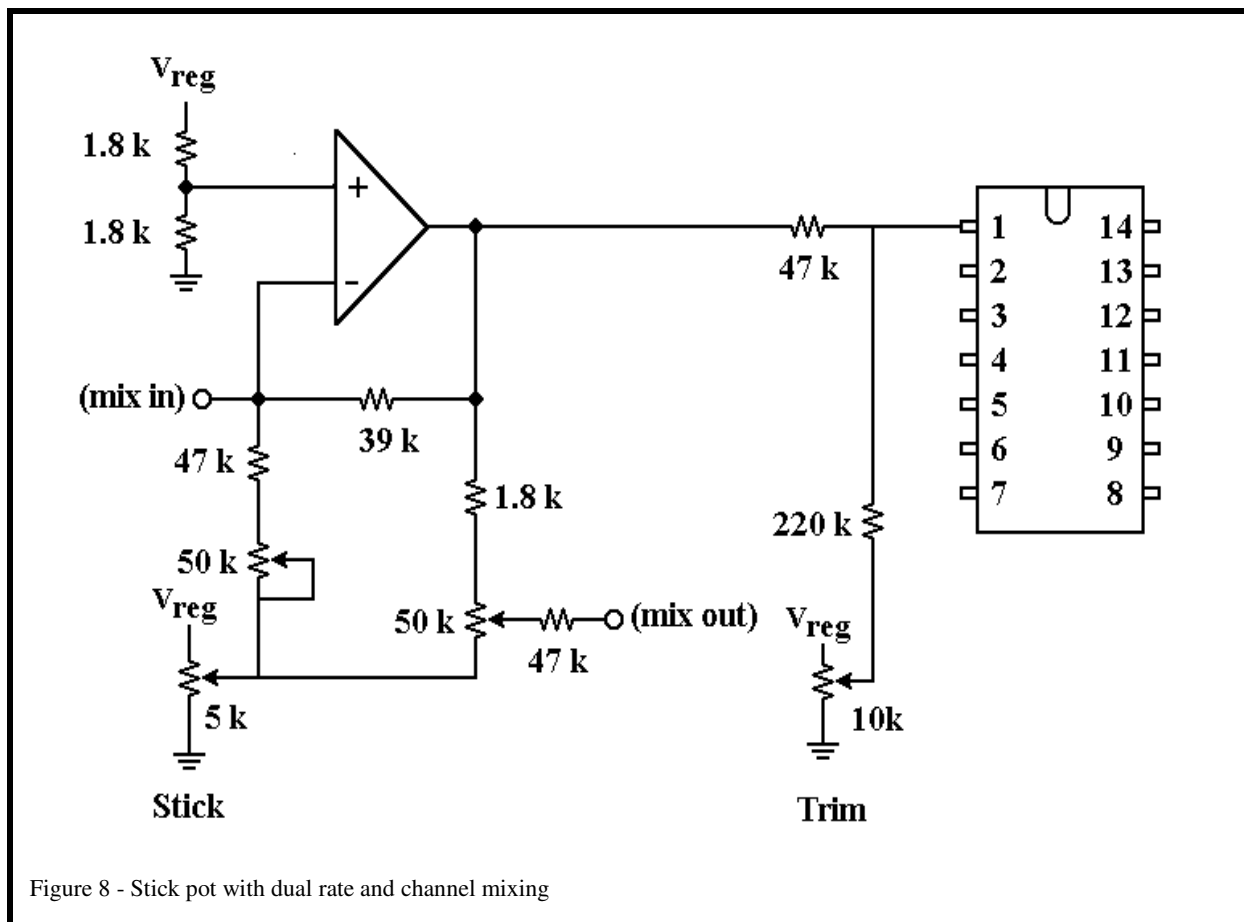 Vreg
1.8 k
1.8 k
+
-
(mix in)
39 k
47 k
50 k
1.8 k
Vreg
5 k
Stick
50 k
47 k
(mix out)
47 k
220 k
Vreg
10k
Trim
1 14
2 13
3 12
4 11
5 10
6 9
7 8
Figure 8 - Stick pot with dual rate and channel mixing